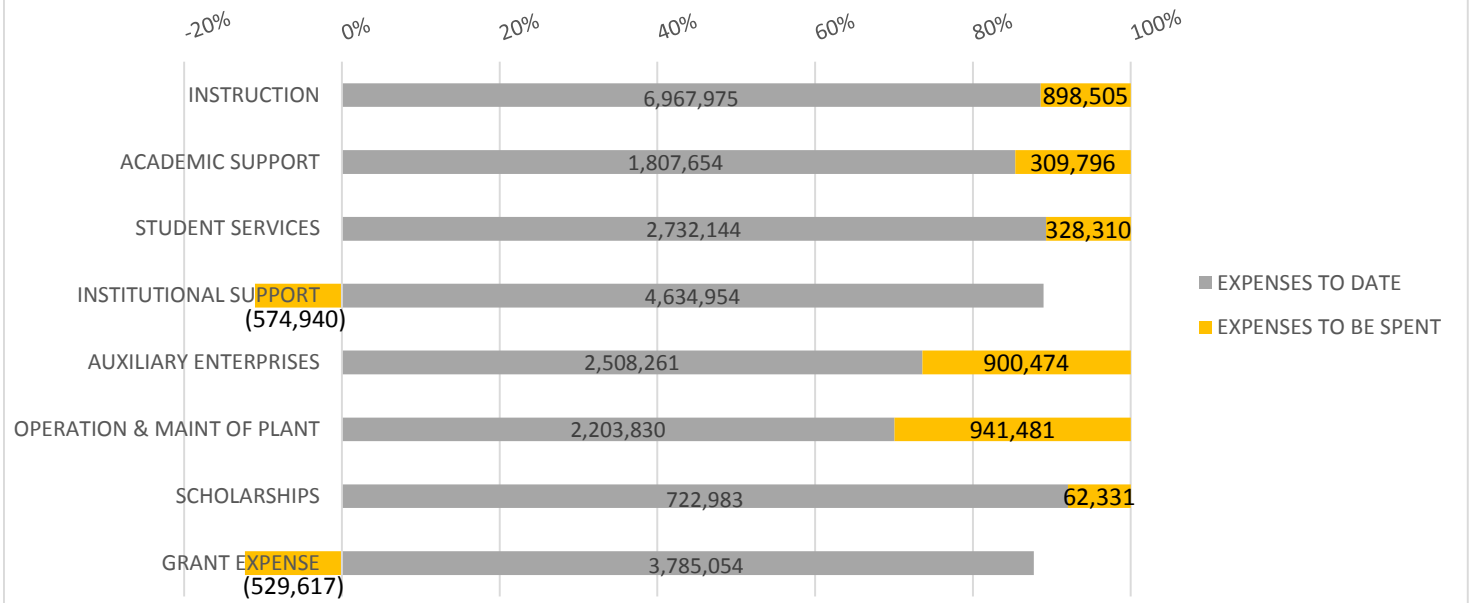 -20% 0% 20% 40% 60% 80% 100%
INSTRUCTION 6,967,975 898,505
ACADEMIC SUPPORT 1,807,654 309,796
STUDENT SERVICES 2,732,144 328,310
INSTITUTIONAL SUPPORT 4,634,954
(574,940)
AUXILIARY ENTERPRISES 2,508,261 900,474
OPERATION & MAINT OF PLANT 2,203,830 941,481
SCHOLARSHIPS 722,983 62,331
GRANT EXPENSE 3,785,054
(529,617)
EXPENSES TO DATE
EXPENSES TO BE SPENT